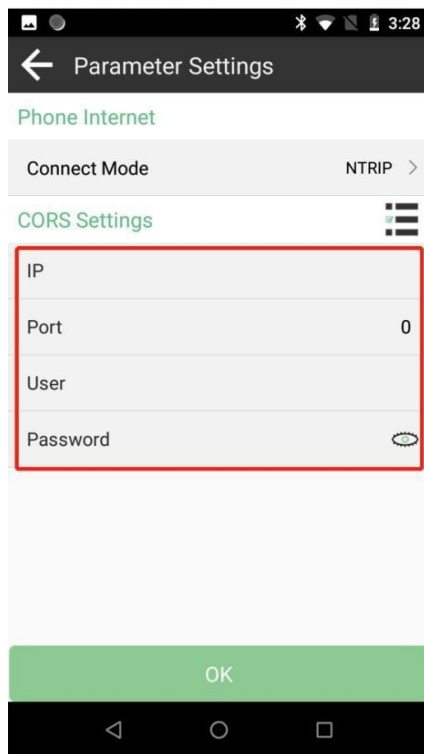 3:28
Parameter Settings
Phone Internet
Connect Mode NTRIP >
CORS Settings
IP
Port 0
User
Password
OK